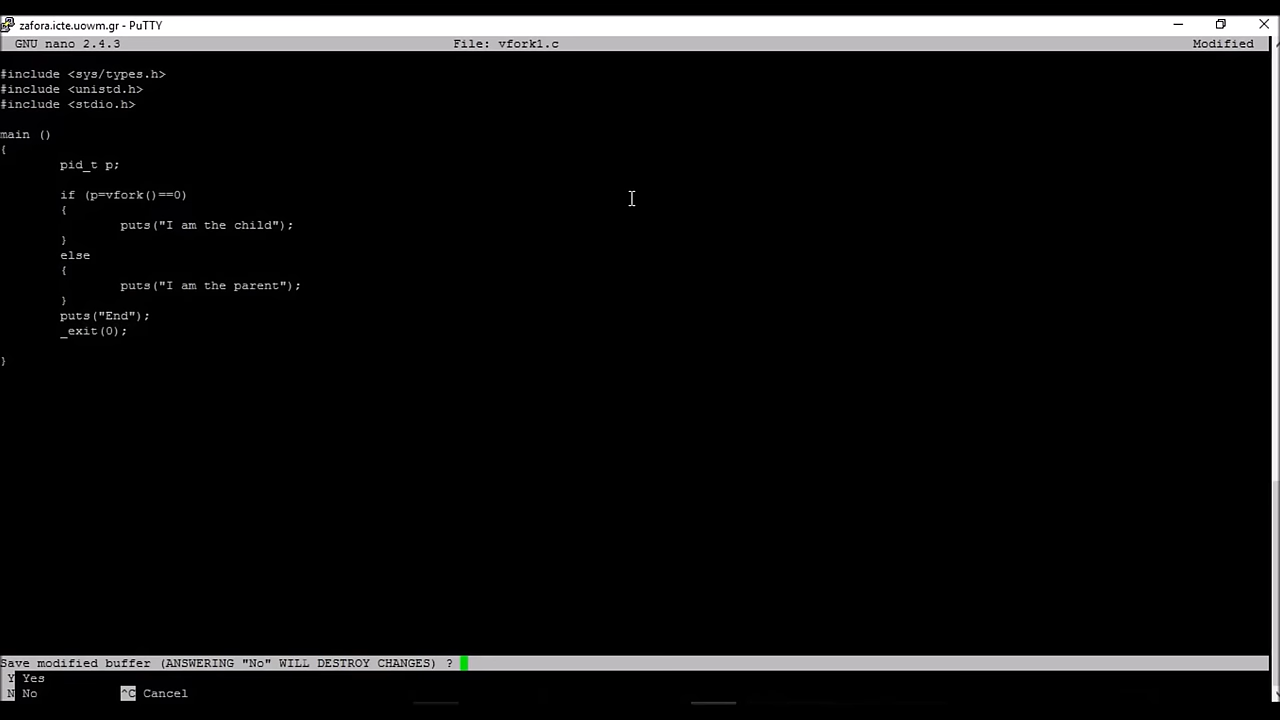 zafora.icte.uowm.gr - PuTTY
GNU nano 2.4.3 File: vfork1.c Modified
#include <sys/types.h>
#include <unistd.h>
#include <stdio.h>
main ()
{
pid_t p;
if (p=vfork()==0)
{
puts("I am the child");
}
else
{
puts("I am the parent");
}
puts("End");
_exit(0);
}
Save modified buffer (ANSWERING "No" WILL DESTROY CHANGES) ?
Y Yes
N No ^C Cancel